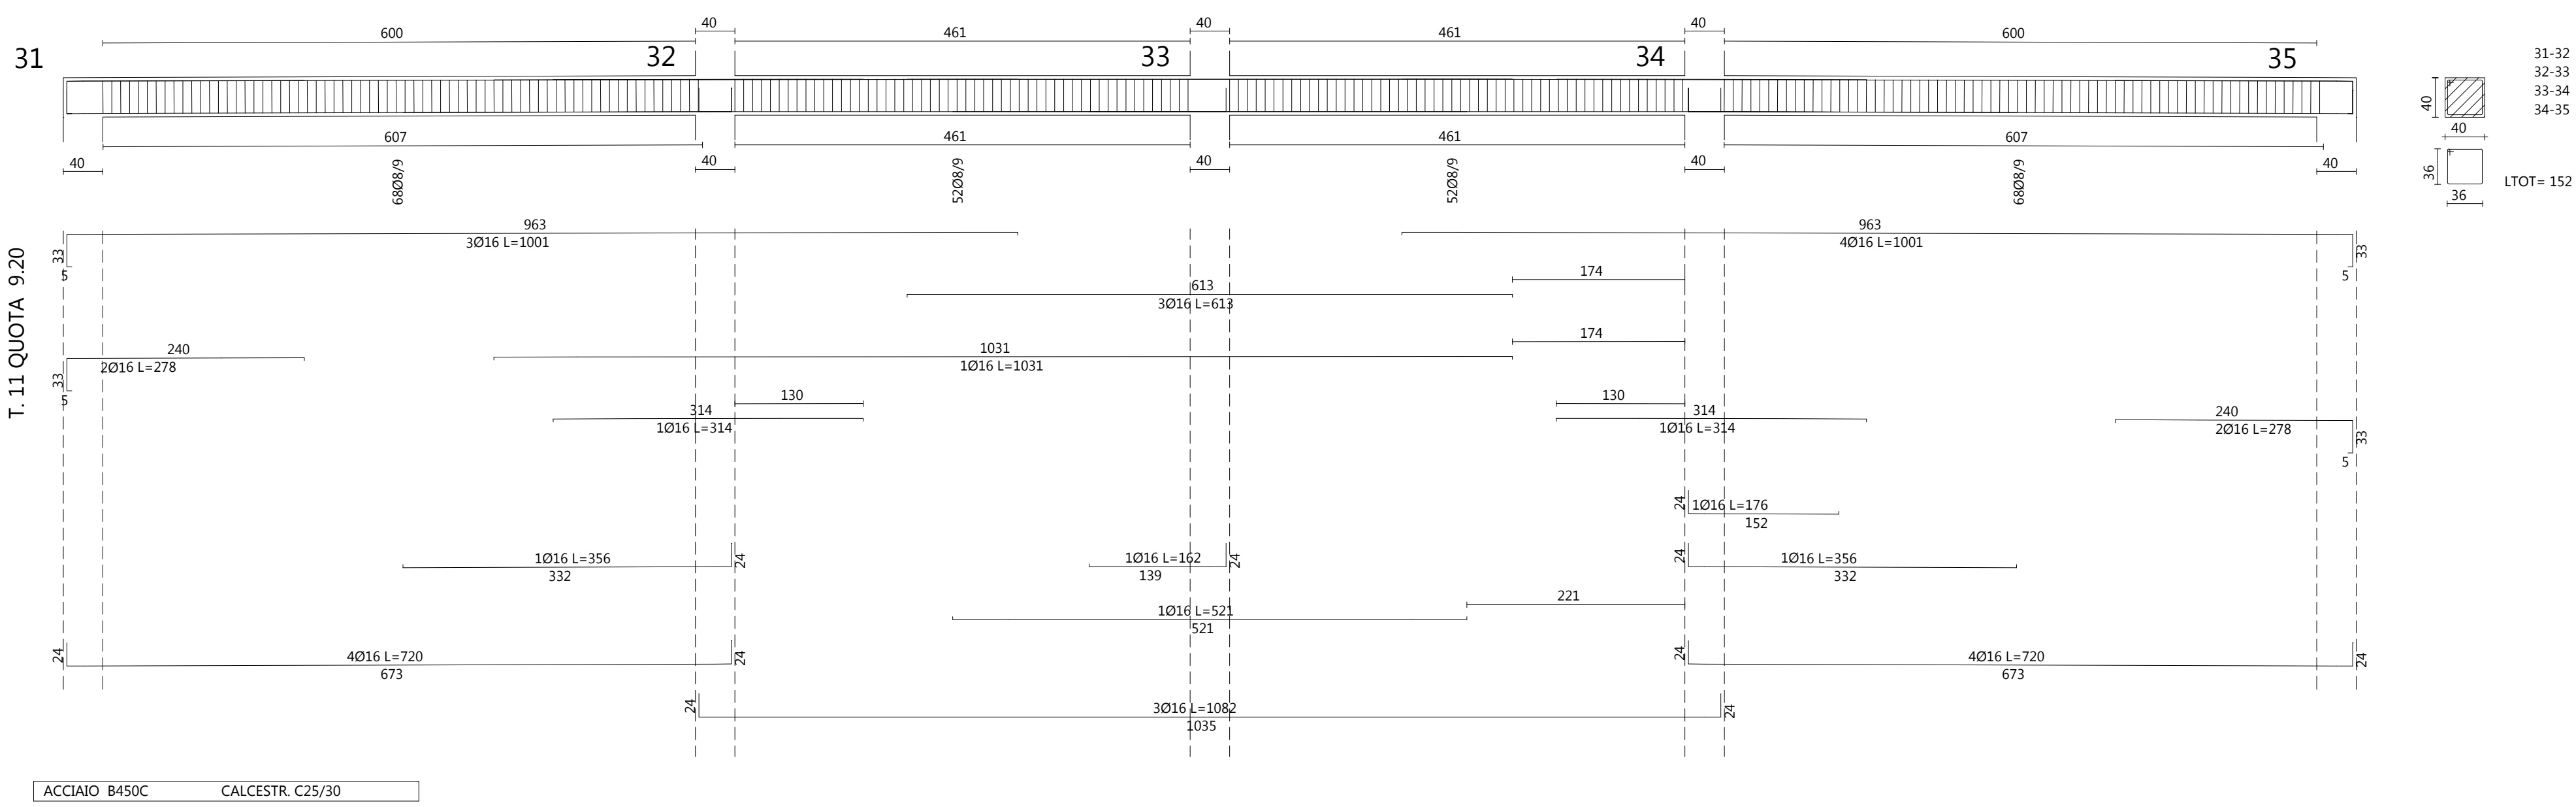 40
40
40
600
461
461
600
31
32
33
34
35
31-32
32-33
33-34
34-35
40
40
607
461
461
607
40
40
40
40
40
68Ø8/9
52Ø8/9
52Ø8/9
68Ø8/9
36
36
LTOT= 152
T. 11 QUOTA 9.20
963
3Ø16 L=1001
33
5
963
4Ø16 L=1001
33
5
174
613
3Ø16 L=613
174
240
2Ø16 L=278
33
5
1031
1Ø16 L=1031
130
314
1Ø16 L=314
130
314
1Ø16 L=314
240
2Ø16 L=278
33
5
24
1Ø16 L=176
152
1Ø16 L=356
332
24
1Ø16 L=162
139
24
24
1Ø16 L=356
332
221
1Ø16 L=521
521
24
4Ø16 L=720
673
24
24
4Ø16 L=720
673
24
24
3Ø16 L=1082
1035
24
ACCIAIO B450C CALCESTR. C25/30